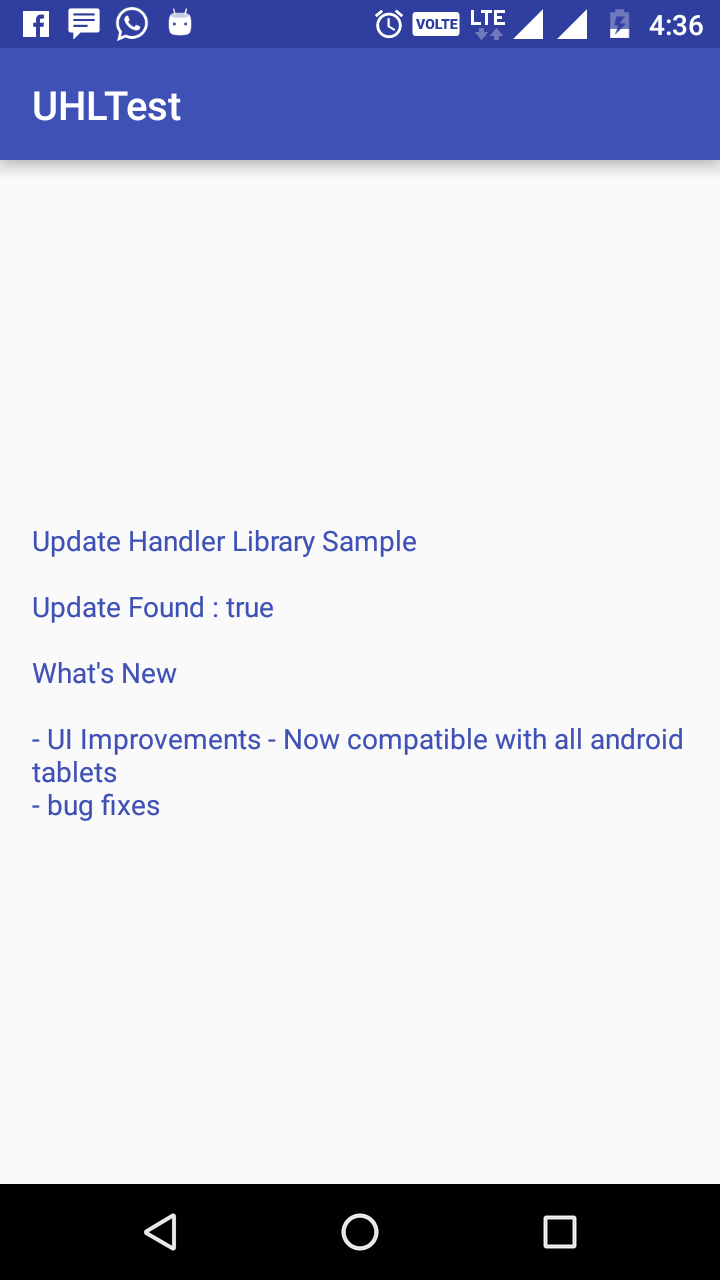 VOLTE LTE 4:36
UHLTest
Update Handler Library Sample
Update Found : true
What's New
- UI Improvements - Now compatible with all android
tablets
- bug fixes